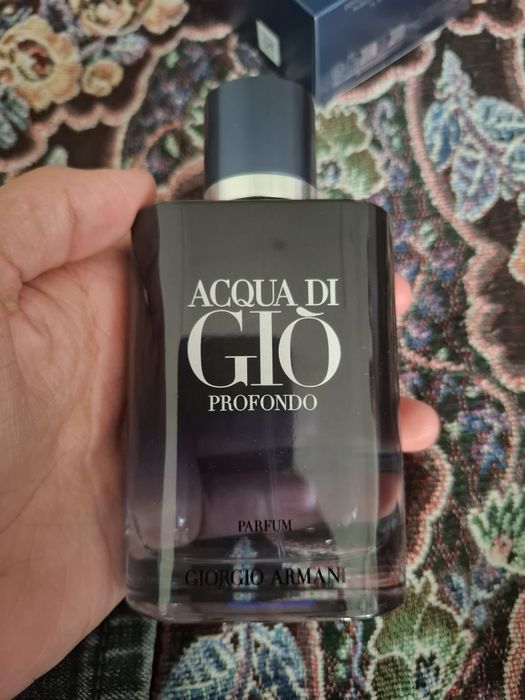 ACQUA DI
GIÒ
PROFONDO
PARFUM
GIORGIO ARMANI